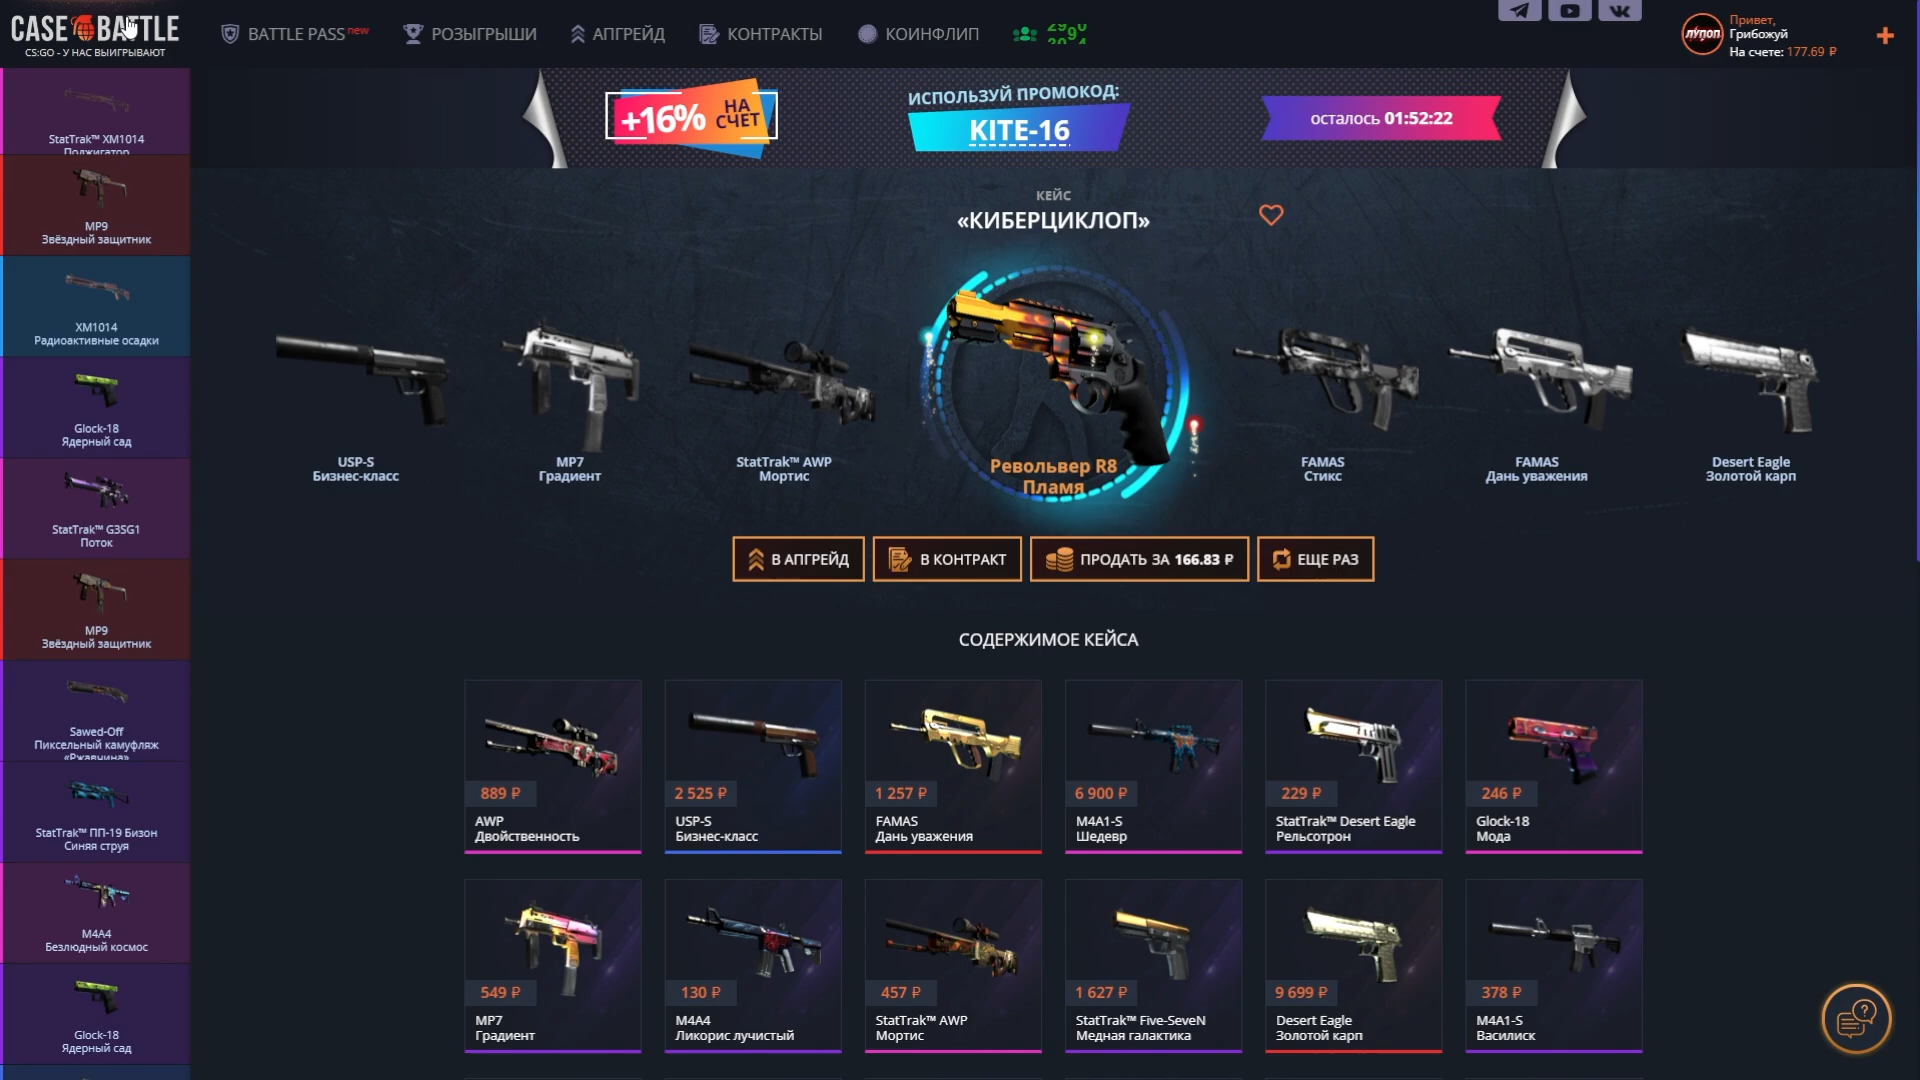 CASE BATTLE
CS:GO - У НАС ВЫИГРЫВАЮТ
BATTLE PASS new
РОЗЫГРЫШИ
АПГРЕЙД
КОНТРАКТЫ
КОИНФЛИП
Привет,
Грибожуй
На счете: 177.69 ₽
+16% НА СЧЕТ
ИСПОЛЬЗУЙ ПРОМОКОД:
KITE-16
осталось 01:52:22
StatTrak™ XM1014
Поджигатор
MP9
Звёздный защитник
XM1014
Радиоактивные осадки
Glock-18
Ядерный сад
StatTrak™ G3SG1
Поток
MP9
Звёздный защитник
Sawed-Off
Пиксельный камуфляж
«Ржавчина»
StatTrak™ ПП-19 Бизон
Синяя струя
M4A4
Безлюдный космос
Glock-18
Ядерный сад
КЕЙС
«КИБЕРЦИКЛОП»
USP-S
Бизнес-класс
MP7
Градиент
StatTrak™ AWP
Мортис
Револьвер R8
Пламя
FAMAS
Стикс
FAMAS
Дань уважения
Desert Eagle
Золотой карп
В АПГРЕЙД
В КОНТРАКТ
ПРОДАТЬ ЗА 166.83 ₽
ЕЩЕ РАЗ
СОДЕРЖИМОЕ КЕЙСА
889 ₽
AWP
Двойственность
2 525 ₽
USP-S
Бизнес-класс
1 257 ₽
FAMAS
Дань уважения
6 900 ₽
M4A1-S
Шедевр
229 ₽
StatTrak™ Desert Eagle
Рельсотрон
246 ₽
Glock-18
Мода
549 ₽
MP7
Градиент
130 ₽
M4A4
Ликорис лучистый
457 ₽
StatTrak™ AWP
Мортис
1 627 ₽
StatTrak™ Five-SeveN
Медная галактика
9 699 ₽
Desert Eagle
Золотой карп
378 ₽
M4A1-S
Василиск